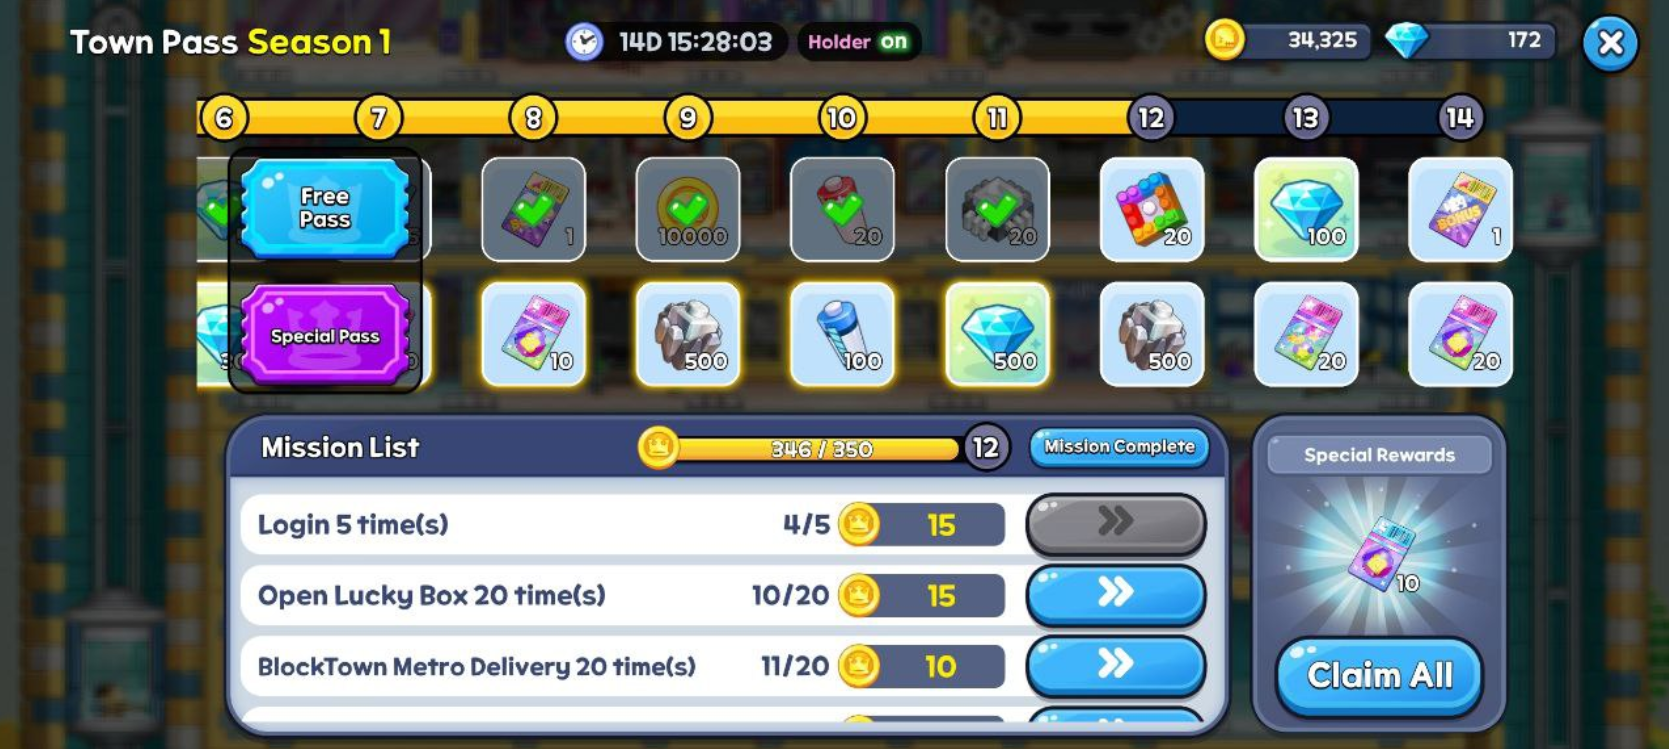 Town Pass Season 1
14D 15:28:03
Holder on
34,325
172
6 7 8 9 10 11 12 13 14
Free
Pass
1
10000
20
20
20
100
1
Special Pass
10
500
100
500
500
20
20
Mission List
346 / 350
12
Mission Complete
Login 5 time(s) 4/5 15
Open Lucky Box 20 time(s) 10/20 15
BlockTown Metro Delivery 20 time(s) 11/20 10
Special Rewards
10
Claim All